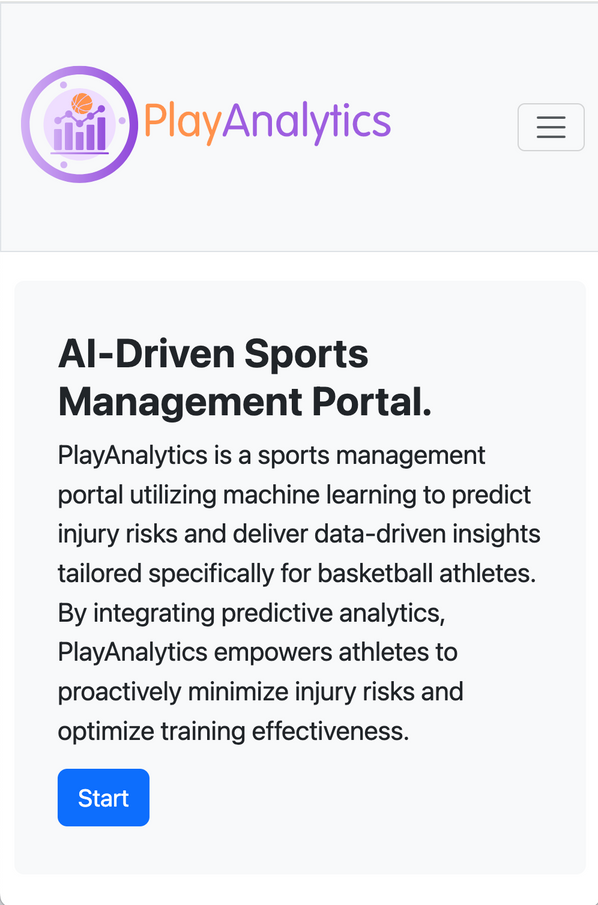 PlayAnalytics
AI-Driven Sports
Management Portal.
PlayAnalytics is a sports management
portal utilizing machine learning to predict
injury risks and deliver data-driven insights
tailored specifically for basketball athletes.
By integrating predictive analytics,
PlayAnalytics empowers athletes to
proactively minimize injury risks and
optimize training effectiveness.
Start